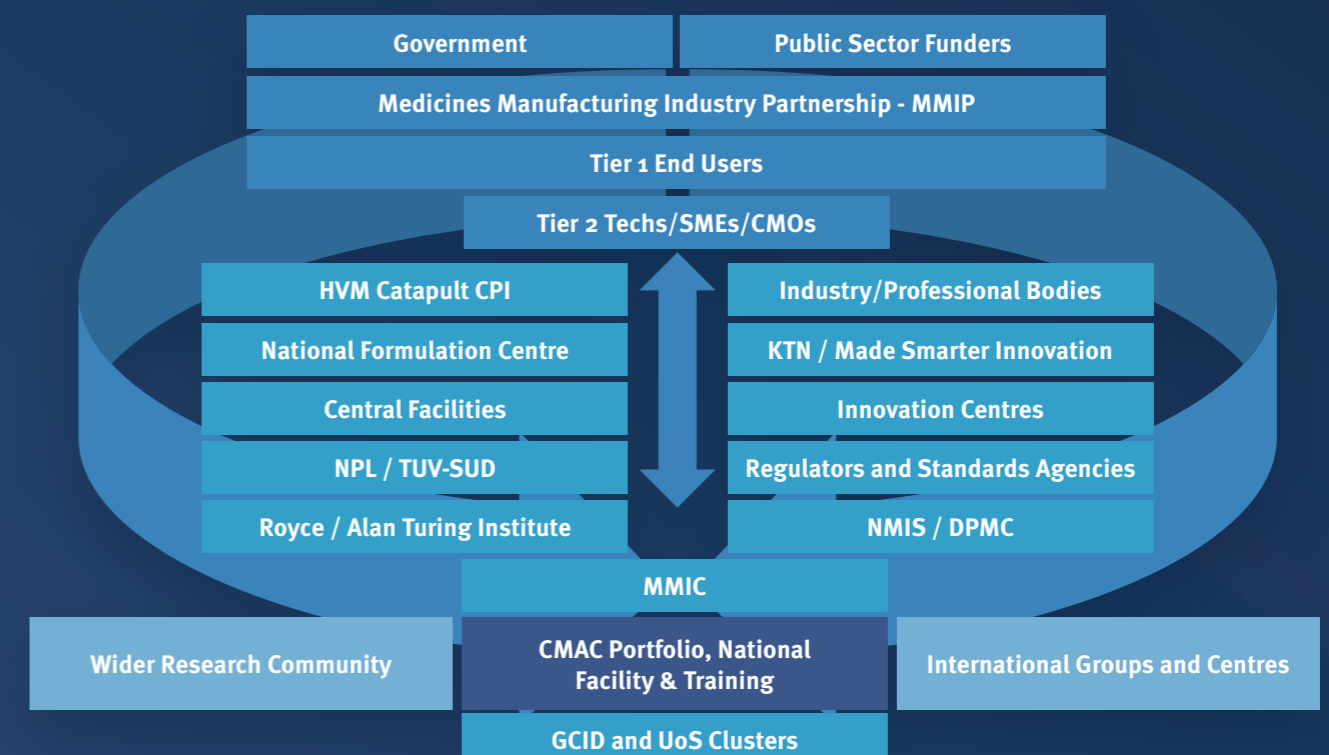 Government
Public Sector Funders
Medicines Manufacturing Industry Partnership - MMIP
Tier 1 End Users
Tier 2 Techs/SMEs/CMOs
HVM Catapult CPI
Industry/Professional Bodies
National Formulation Centre
KTN / Made Smarter Innovation
Central Facilities
Innovation Centres
NPL / TUV-SUD
Regulators and Standards Agencies
Royce / Alan Turing Institute
NMIS / DPMC
MMIC
Wider Research Community
CMAC Portfolio, National
Facility & Training
International Groups and Centres
GCID and UoS Clusters